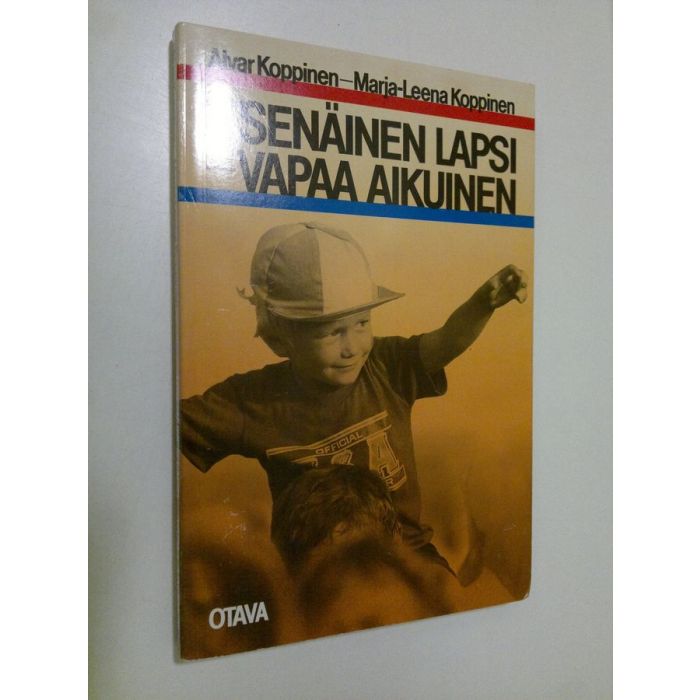 Alvar Koppinen–Marja-Leena Koppinen
SENÄINEN LAPSI
VAPAA AIKUINEN
OFFICIAL
OTAVA